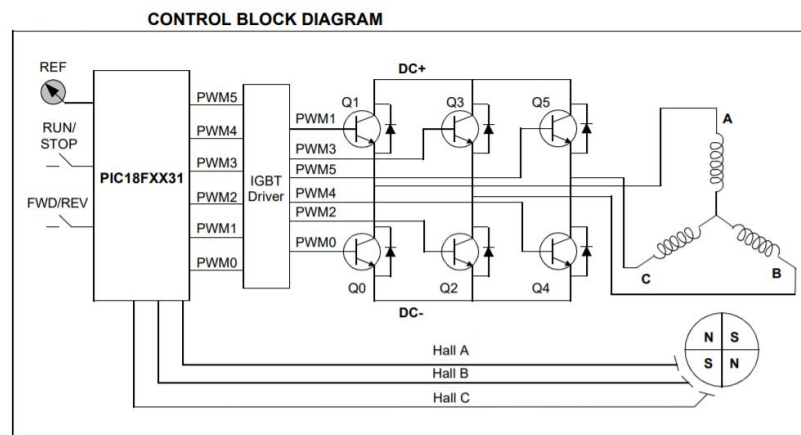 CONTROL BLOCK DIAGRAM
REF
RUN/
STOP
FWD/REV
PIC18FXX31
PWM5
PWM4
PWM3
PWM2
PWM1
PWM0
IGBT
Driver
PWM1
PWM3
PWM5
PWM4
PWM2
PWM0
DC+
Q1
Q3
Q5
Q0
Q2
Q4
DC-
A
B
C
Hall A
Hall B
Hall C
N S
S N